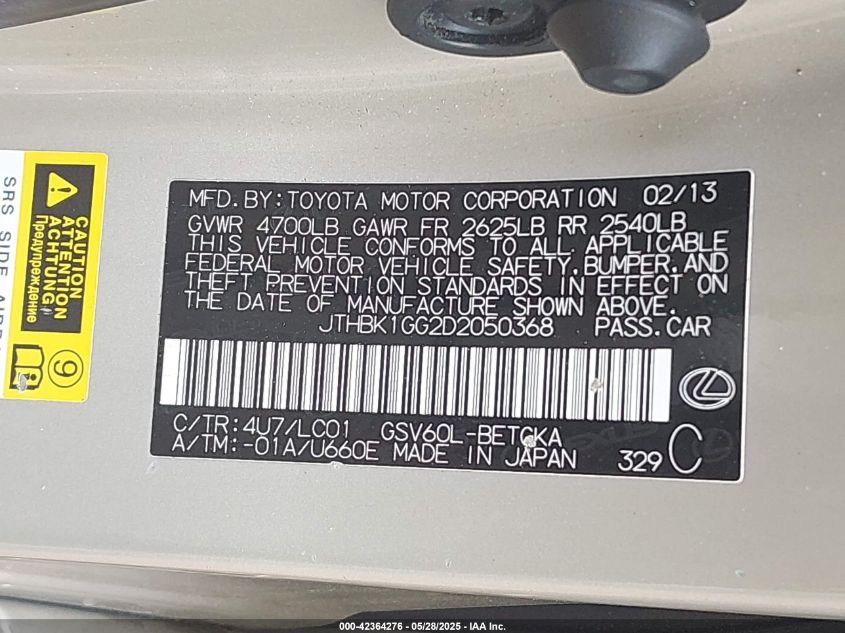 MFD.BY:TOYOTA MOTOR CORPORATION 02/13
GVWR 4700LB GAWR FR 2625LB RR 2540LB
THIS VEHICLE CONFORMS TO ALL APPLICABLE
FEDERAL MOTOR VEHICLE SAFETY,BUMPER,AND
THEFT PREVENTION STANDARDS IN EFFECT ON
THE DATE OF MANUFACTURE SHOWN ABOVE.
JTHBK1GG2D2050368 PASS.CAR
C/TR:4U7/LC01 GSV60L-BETGKA
A/TM:-01A/U660E MADE IN JAPAN 329 C
CAUTION
ATTENTION
ACHTUNG
Предупреждение
9
SRS SIDE
000-42364276 - 05/28/2025 - IAA Inc.